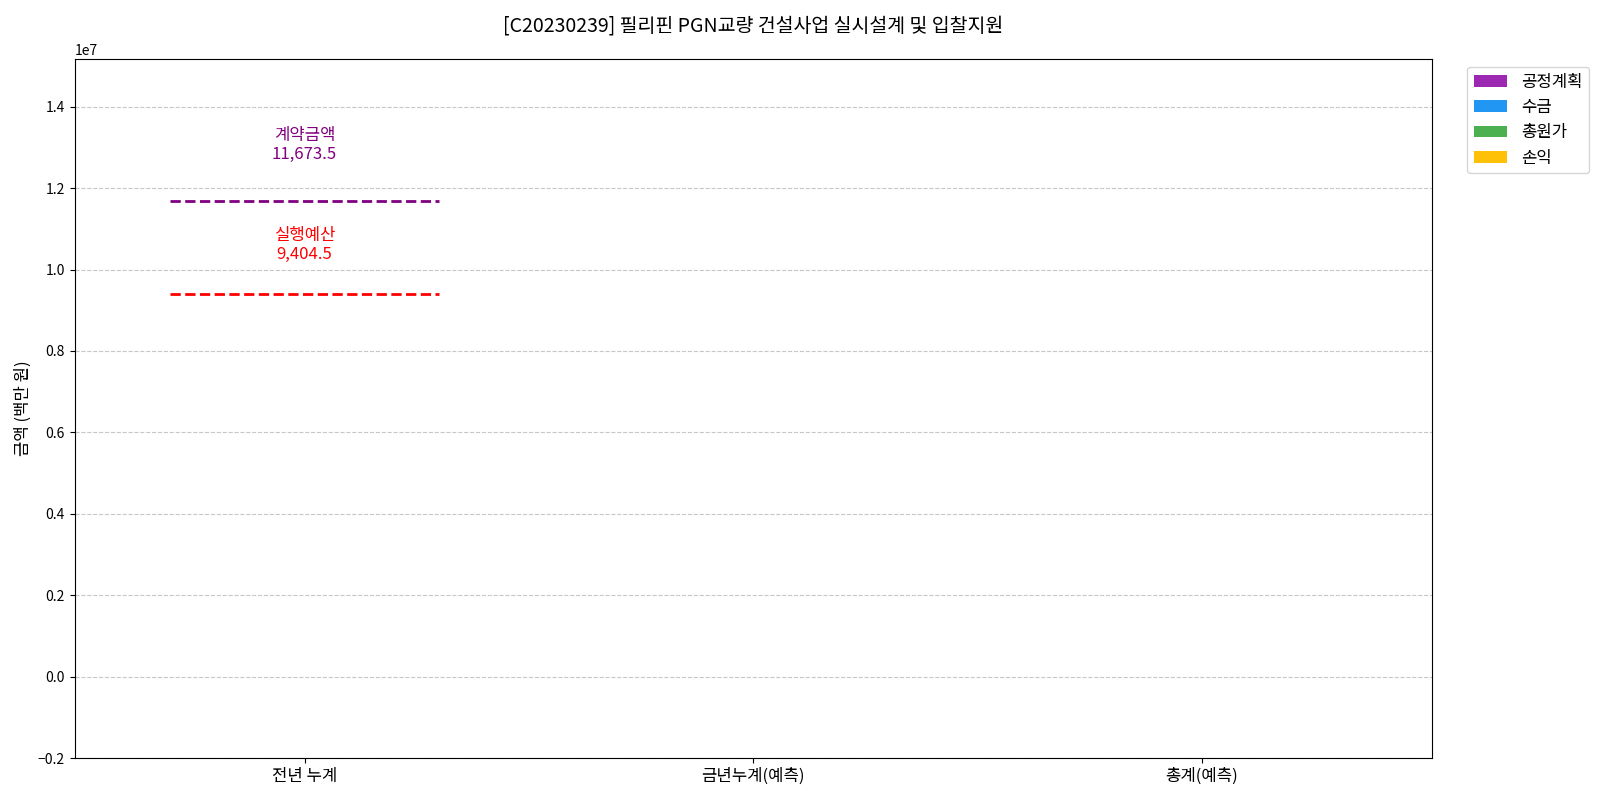 [C20230239] 필리핀 PGN교량 건설사업 실시설계 및 입찰지원
1e7
1.4
1.2
1.0
0.8
0.6
0.4
0.2
0.0
−0.2
금액 (백만 원)
계약금액
11,673.5
실행예산
9,404.5
전년 누계
금년누계(예측)
총계(예측)
공정계획
수금
총원가
손익